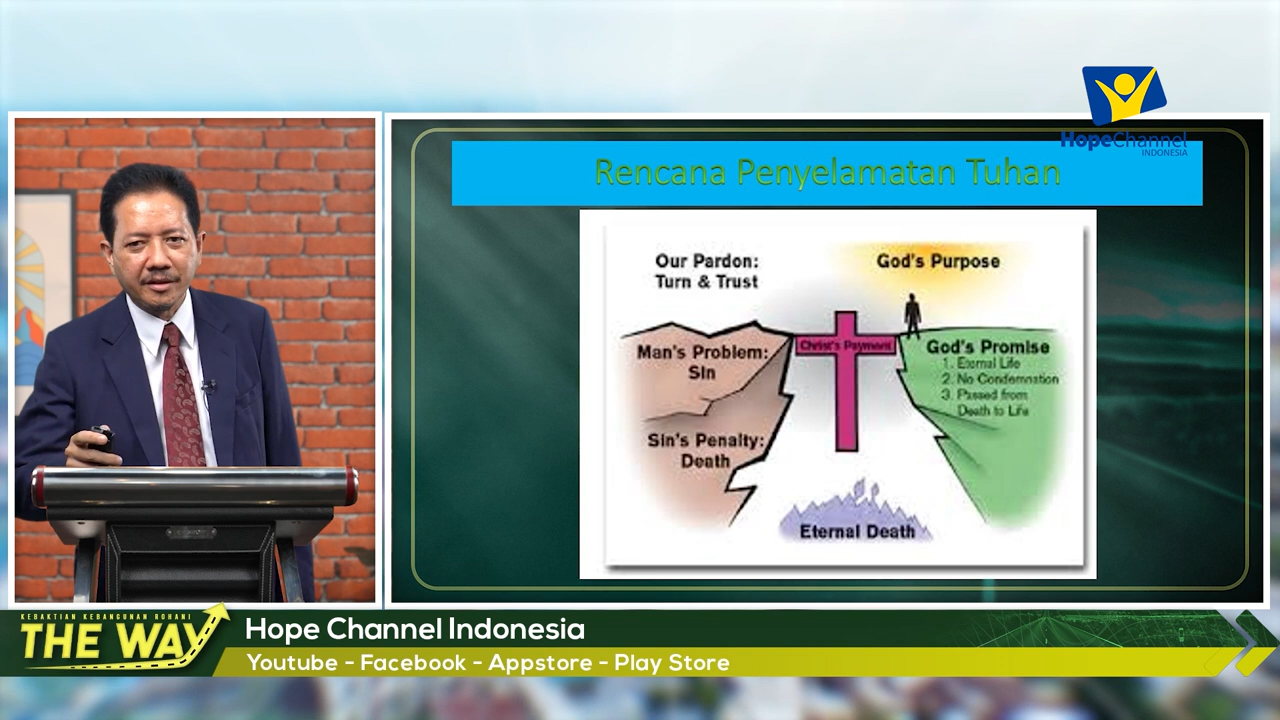 HopeChannel
INDONESIA
Rencana Penyelamatan Tuhan
Our Pardon:
Turn & Trust
God's Purpose
Christ's Payment
Man's Problem:
Sin
God's Promise
1. Eternal Life
2. No Condemnation
3. Passed from
Death to Life
Sin's Penalty:
Death
Eternal Death
KEBAKTIAN KEBANGUNAN ROHANI
THE WAY
Hope Channel Indonesia
Youtube - Facebook - Appstore - Play Store